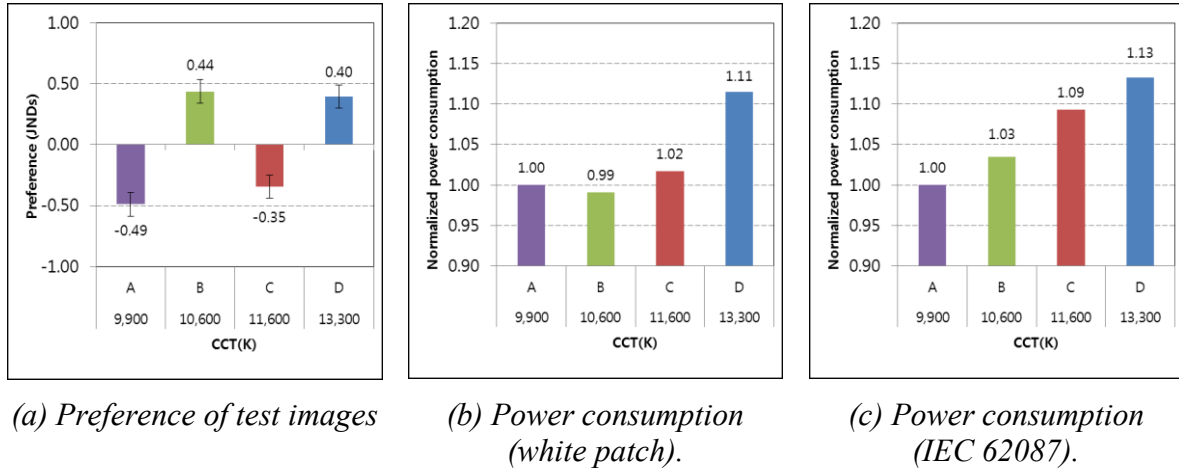 1.00
0.50
0.00
-0.50
-1.00
Preference (JNDs)
-0.49
0.44
-0.35
0.40
A B C D
9,900 10,600 11,600 13,300
CCT(K)
1.20
1.15
1.10
1.05
1.00
0.95
0.90
Normalized power consumption
1.00
0.99
1.02
1.11
A B C D
9,900 10,600 11,600 13,300
CCT(K)
1.20
1.15
1.10
1.05
1.00
0.95
0.90
Normalized power consumption
1.00
1.03
1.09
1.13
A B C D
9,900 10,600 11,600 13,300
CCT(K)
(a) Preference of test images
(b) Power consumption
(white patch).
(c) Power consumption
(IEC 62087).